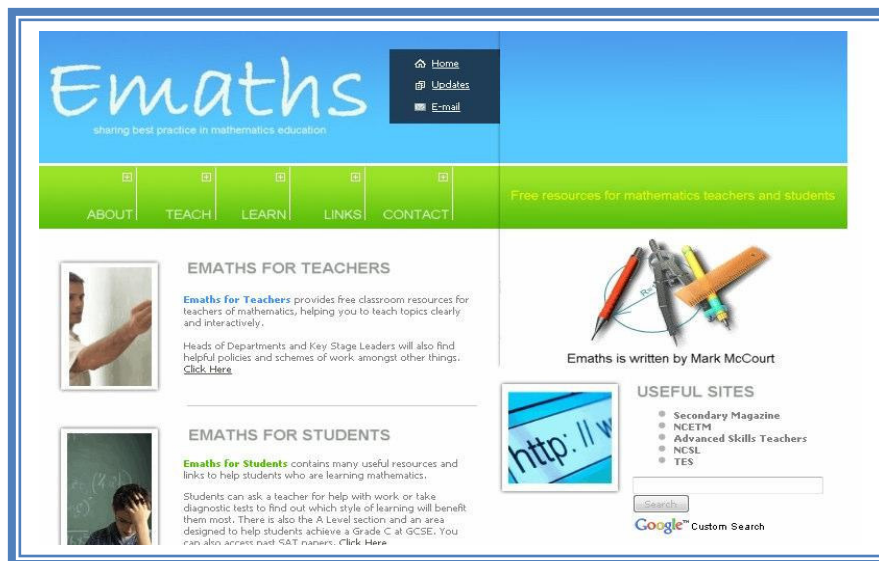 Emaths
sharing best practice in mathematics education
Home
Updates
E-mail
ABOUT TEACH LEARN LINKS CONTACT
Free resources for mathematics teachers and students
EMATHS FOR TEACHERS
Emaths for Teachers provides free classroom resources for
teachers of mathematics, helping you to teach topics clearly
and interactively.
Heads of Departments and Key Stage Leaders will also find
helpful policies and schemes of work amongst other things.
Click Here
EMATHS FOR STUDENTS
Emaths for Students contains many useful resources and
links to help students who are learning mathematics.
Students can ask a teacher for help with work or take
diagnostic tests to find out which style of learning will benefit
them most. There is also the A Level section and an area
designed to help students achieve a Grade C at GCSE. You
can also access past SAT papers. Click Here
Emaths is written by Mark McCourt
http: // w
USEFUL SITES
Secondary Magazine
NCETM
Advanced Skills Teachers
NCSL
TES
Search
Google™ Custom Search